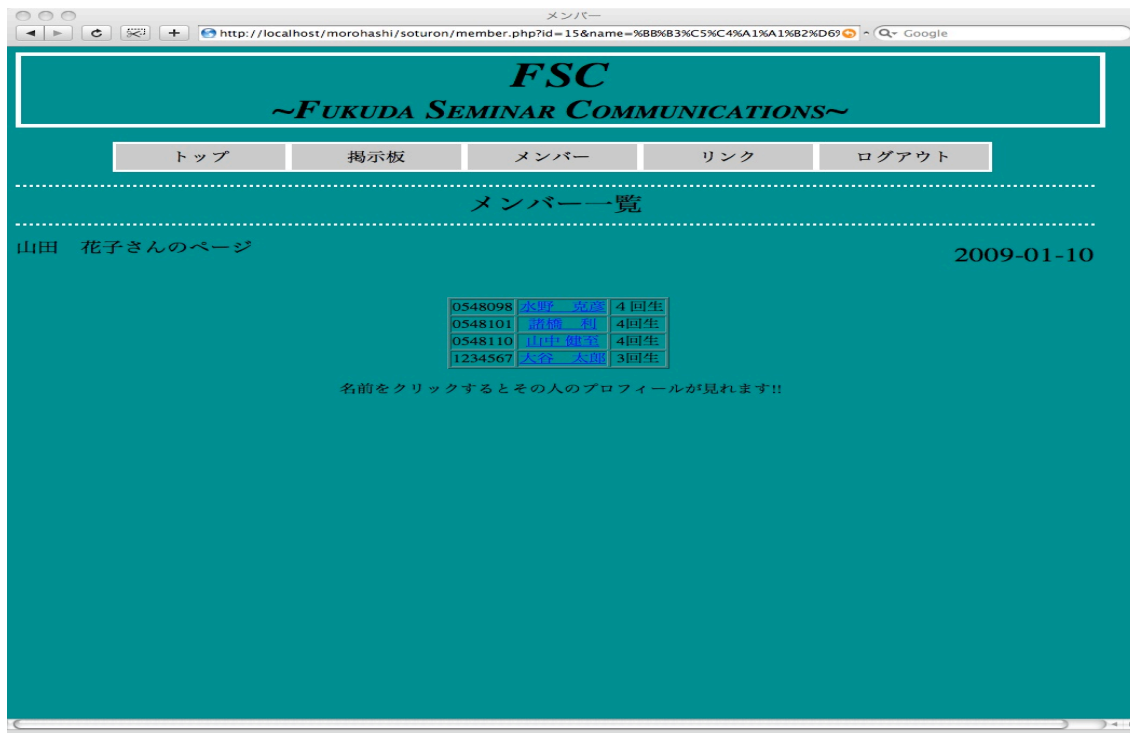 メンバー
http://localhost/morohashi/soturon/member.php?id=15&name=%BB%B3%C5%C4%A1%A1%B2%D69
Google
FSC
~FUKUDA SEMINAR COMMUNICATIONS~
トップ 掲示板 メンバー リンク ログアウト
メンバー一覧
山田　花子さんのページ 2009-01-10
0548098 水野　克彦 4 回生
0548101 諸橋　利 4回生
0548110 山中 健至 4回生
1234567 大谷　太郎 3回生
名前をクリックするとその人のプロフィールが見れます!!